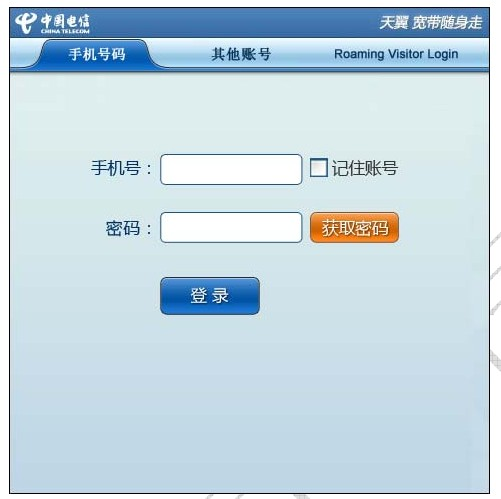 中国电信
CHINA TELECOM
天翼 宽带随身走
手机号码 其他账号 Roaming Visitor Login
手机号： 记住账号
密码： 获取密码
登录